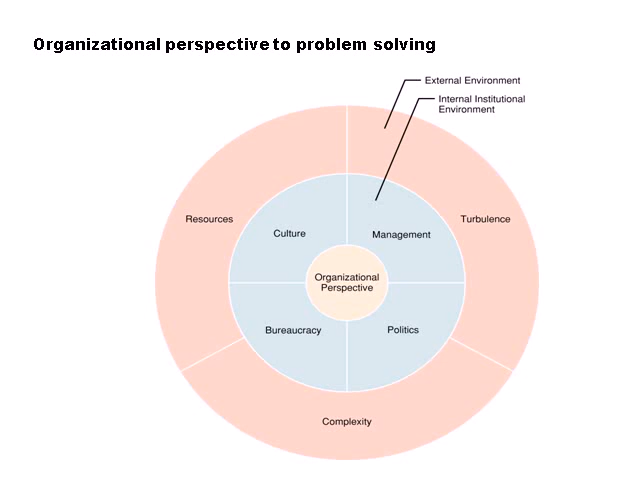 Organizational perspective to problem solving
External Environment
Internal Institutional
Environment
Resources
Turbulence
Culture
Management
Organizational
Perspective
Bureaucracy
Politics
Complexity